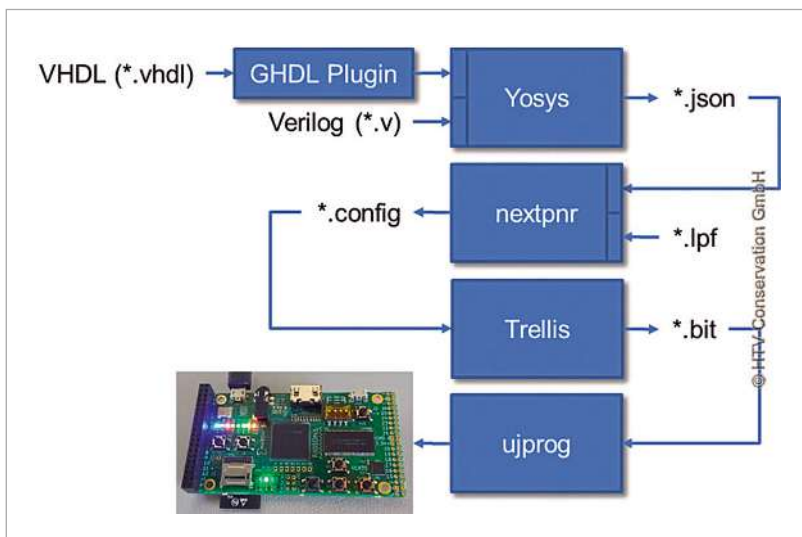 VHDL (*.vhdl)
GHDL Plugin
Yosys
*.json
Verilog (*.v)
*.config
nextpnr
*.lpf
Trellis
*.bit
ujprog
© HTV Conservation GmbH